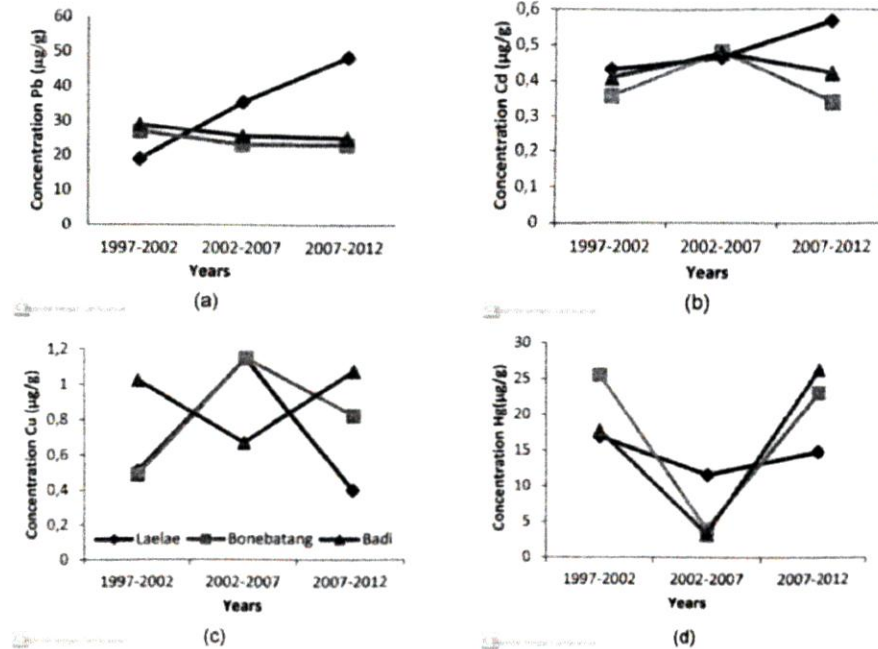 Concentration Pb (µg/g)
60
50
40
30
20
10
0
1997-2002 2002-2007 2007-2012
Years
(a)
Concentration Cd (µg/g)
0,6
0,5
0,4
0,3
0,2
0,1
0
1997-2002 2002-2007 2007-2012
Years
(b)
Concentration Cu (µg/g)
1,2
1
0,8
0,6
0,4
0,2
0
Laelae Bonebatang Badi
1997-2002 2002-2007 2007-2012
Years
(c)
Concentration Hg(µg/g)
30
25
20
15
10
5
0
1997-2002 2002-2007 2007-2012
Years
(d)